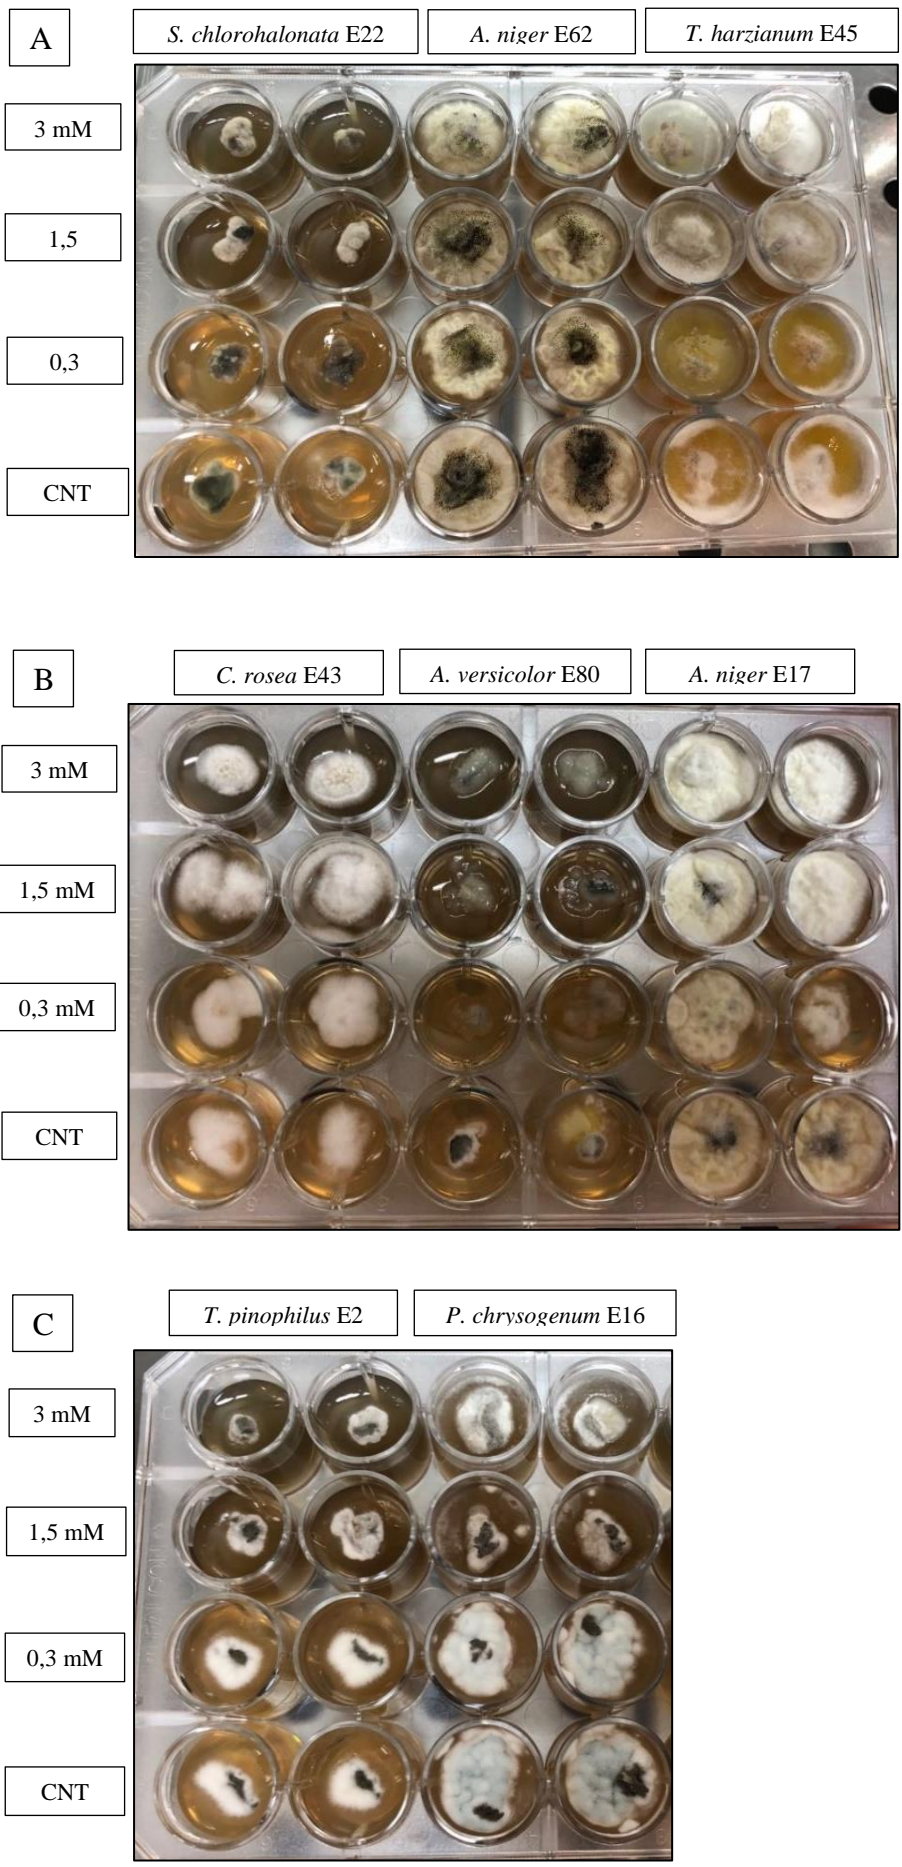 A
S. chlorohalonata E22
A. niger E62
T. harzianum E45
3 mM
1,5
0,3
CNT
B
C. rosea E43
A. versicolor E80
A. niger E17
3 mM
1,5 mM
0,3 mM
CNT
C
T. pinophilus E2
P. chrysogenum E16
3 mM
1,5 mM
0,3 mM
CNT